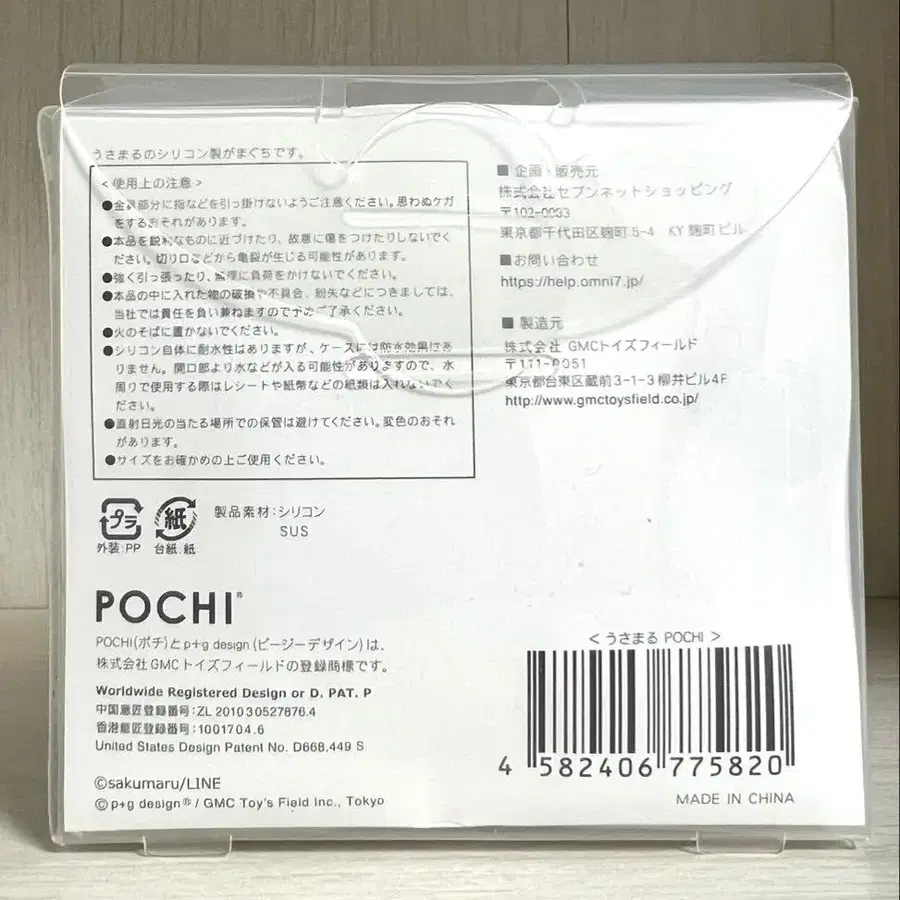 うさまるのシリコン製がまぐちです。
<使用上の注意>
●金具部分に指などを引っ掛けないようご注意ください。思わぬケガ
をするおそれがあります。
●本品を鋭利なものに近づけたり、故意に傷をつけたりしないでく
ださい。切り口などから亀裂が生じる可能性があります。
●強く引っ張ったり、無理に負荷をかけないでください。
●本品の中に入れた物の破損や不具合、紛失などにつきましては、
当社では責任を負い兼ねますので予めご了承ください。
●火のそばに置かないでください。
●シリコン自体に耐水性はありますが、ケースには防水効果はあ
りません。開口部より水などが入る可能性がありますので、水
周りで使用する際はレシートや紙幣などの紙類は入れないでく
ださい。
●直射日光の当たる場所での保管は避けてください。変色のおそれ
があります。
●サイズをお確かめの上ご使用ください。
■企画・販売元
株式会社セブンネットショッピング
〒102-0083
東京都千代田区麹町5-4 KY麹町ビル
■お問い合わせ
https://help.omni7.jp/
■製造元
株式会社 GMCトイズフィールド
〒111-0051
東京都台東区蔵前3-1-3 柳井ビル4F
http://www.gmctoysfield.co.jp/
プラ
外装:PP
紙
台紙:紙
製品素材:シリコン
SUS
POCHI®
POCHI(ポチ)とp+g design(ピージーデザイン)は、
株式会社GMCトイズフィールドの登録商標です。
Worldwide Registered Design or D. PAT. P
中国意匠登録番号:ZL 201030527876.4
香港意匠登録番号:1001704.6
United States Design Patent No. D668,449 S
©sakumaru/LINE
©p+g design® / GMC Toy's Field Inc., Tokyo
<うさまる POCHI>
4 582406 775820
MADE IN CHINA